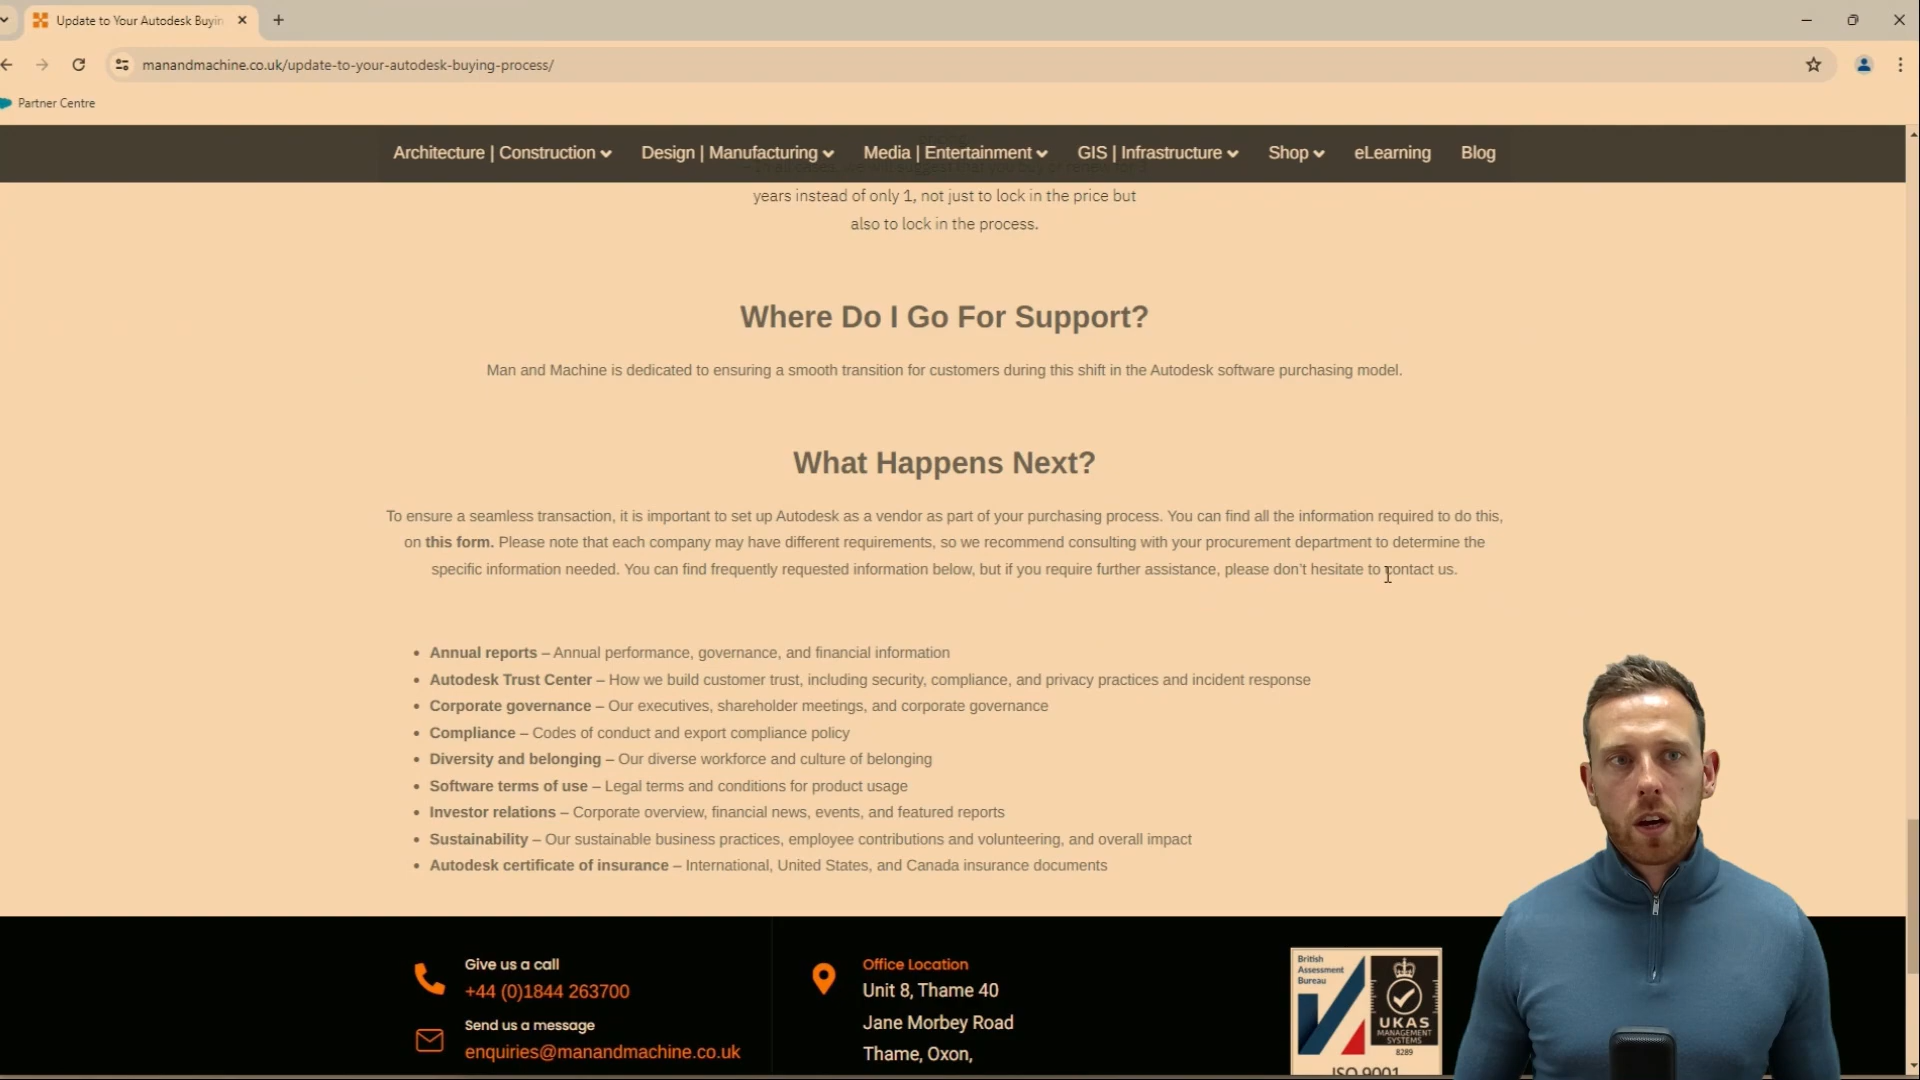 Update to Your Autodesk Buyin
manandmachine.co.uk/update-to-your-autodesk-buying-process/
Partner Centre
Architecture | Construction
Design | Manufacturing
Media | Entertainment
GIS | Infrastructure
Shop
eLearning
Blog
years instead of only 1, not just to lock in the price but
also to lock in the process.
Where Do I Go For Support?
Man and Machine is dedicated to ensuring a smooth transition for customers during this shift in the Autodesk software purchasing model.
What Happens Next?
To ensure a seamless transaction, it is important to set up Autodesk as a vendor as part of your purchasing process. You can find all the information required to do this,
on this form. Please note that each company may have different requirements, so we recommend consulting with your procurement department to determine the
specific information needed. You can find frequently requested information below, but if you require further assistance, please don't hesitate to contact us.
• Annual reports – Annual performance, governance, and financial information
• Autodesk Trust Center – How we build customer trust, including security, compliance, and privacy practices and incident response
• Corporate governance – Our executives, shareholder meetings, and corporate governance
• Compliance – Codes of conduct and export compliance policy
• Diversity and belonging – Our diverse workforce and culture of belonging
• Software terms of use – Legal terms and conditions for product usage
• Investor relations – Corporate overview, financial news, events, and featured reports
• Sustainability – Our sustainable business practices, employee contributions and volunteering, and overall impact
• Autodesk certificate of insurance – International, United States, and Canada insurance documents
Give us a call
+44 (0)1844 263700
Send us a message
enquiries@manandmachine.co.uk
Office Location
Unit 8, Thame 40
Jane Morbey Road
Thame, Oxon,
British
Assessment
Bureau
UKAS
MANAGEMENT
SYSTEMS
8289
ISO 9001